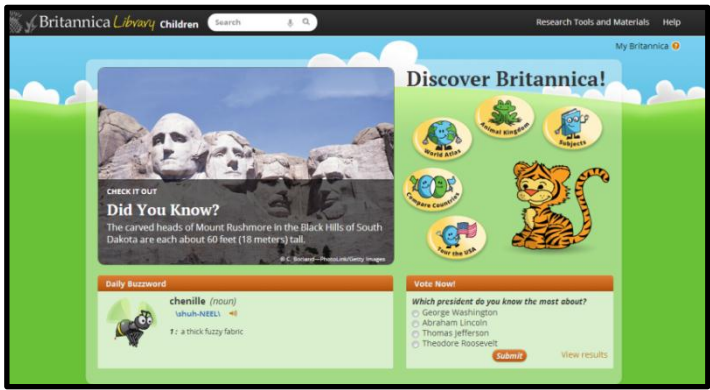 Britannica Library Children
Search
Research Tools and Materials Help
My Britannica ?
CHECK IT OUT
Did You Know?
The carved heads of Mount Rushmore in the Black Hills of South
Dakota are each about 60 feet (18 meters) tall.
© C. Borland—PhotoLink/Getty Images
Discover Britannica!
World Atlas
Animal Kingdom
Subjects
Compare Countries
Tour the USA
Daily Buzzword
chenille (noun)
\shuh-NEEL\
1 : a thick fuzzy fabric
Vote Now!
Which president do you know the most about?
George Washington
Abraham Lincoln
Thomas Jefferson
Theodore Roosevelt
Submit
View results